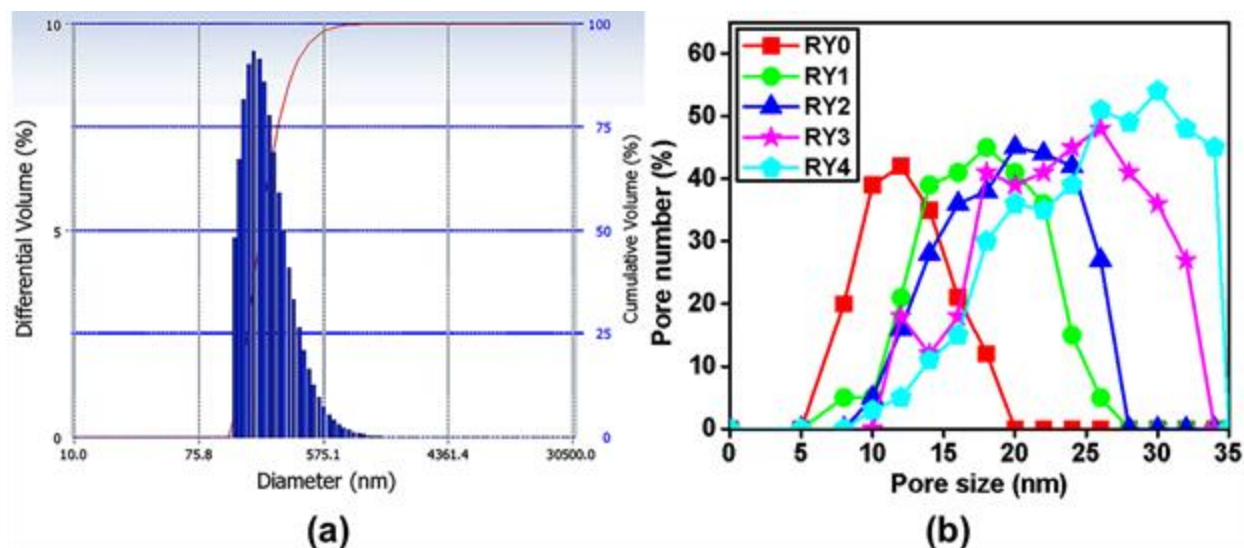 10
5
0
Differential Volume (%)
100
75
50
25
0
Cumulative Volume (%)
10.0 75.8 575.1 4361.4 30500.0
Diameter (nm)
(a)
RY0
RY1
RY2
RY3
RY4
60
50
40
30
20
10
0
Pore number (%)
0 5 10 15 20 25 30 35
Pore size (nm)
(b)